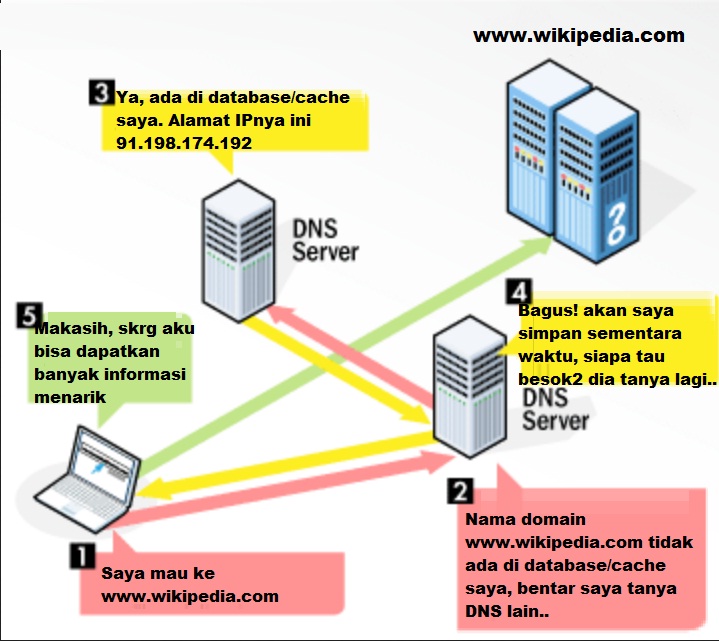 www.wikipedia.com
3
Ya, ada di database/cache
saya. Alamat IPnya ini
91.198.174.192
DNS
Server
?
4
Bagus! akan saya
simpan sementara
waktu, siapa tau
besok2 dia tanya lagi..
DNS
Server
5
Makasih, skrg aku
bisa dapatkan
banyak informasi
menarik
2
Nama domain
www.wikipedia.com tidak
ada di database/cache
saya, bentar saya tanya
DNS lain..
1
Saya mau ke
www.wikipedia.com